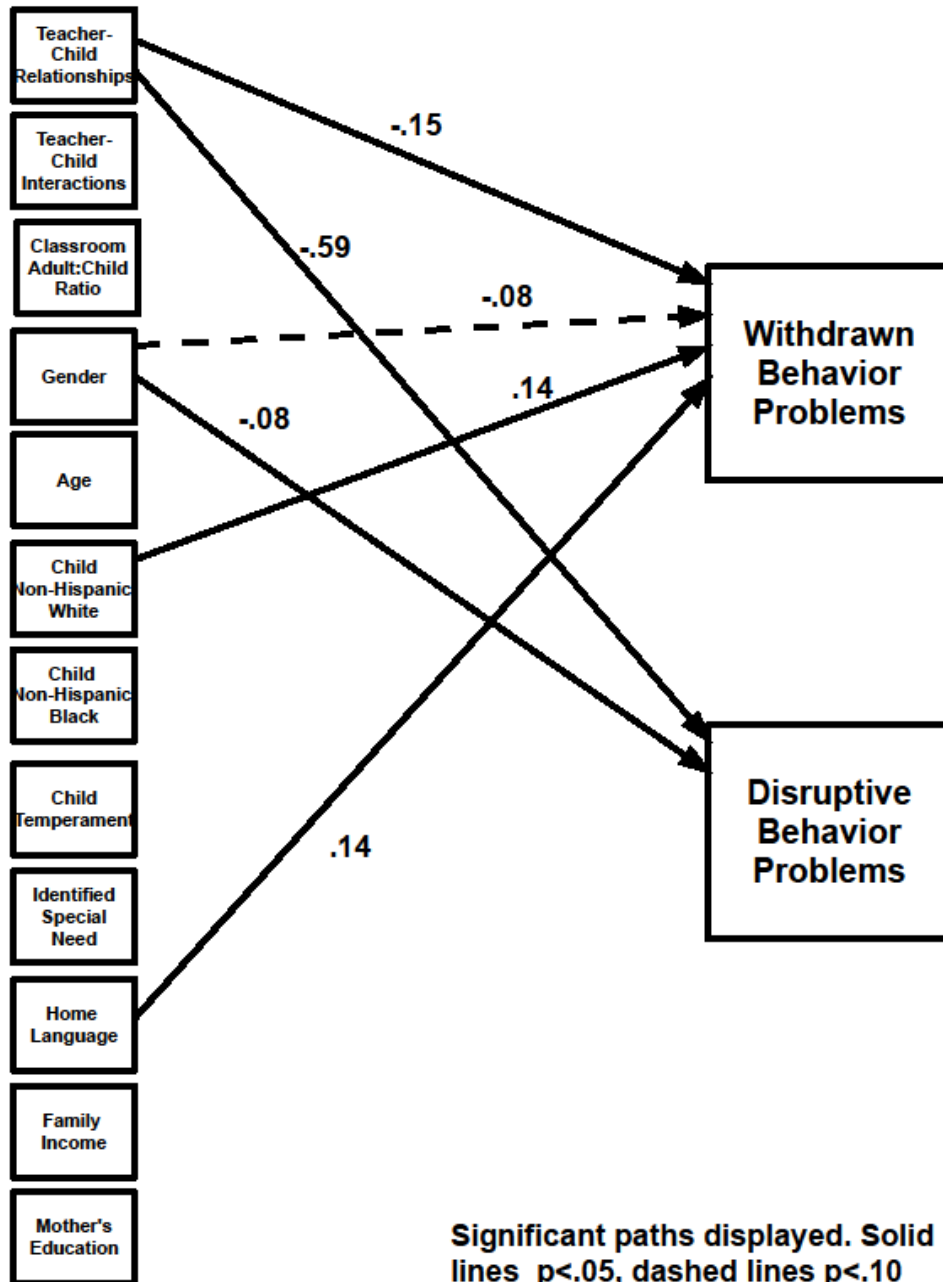 Teacher-
Child
Relationships
Teacher-
Child
Interactions
Classroom
Adult:Child
Ratio
Gender
Age
Child
Non-Hispanic
White
Child
Non-Hispanic
Black
Child
Temperament
Identified
Special
Need
Home
Language
Family
Income
Mother's
Education
-.15
-.59
-.08
.14
-.08
.14
Withdrawn
Behavior
Problems
Disruptive
Behavior
Problems
Significant paths displayed. Solid
lines p<.05, dashed lines p<.10